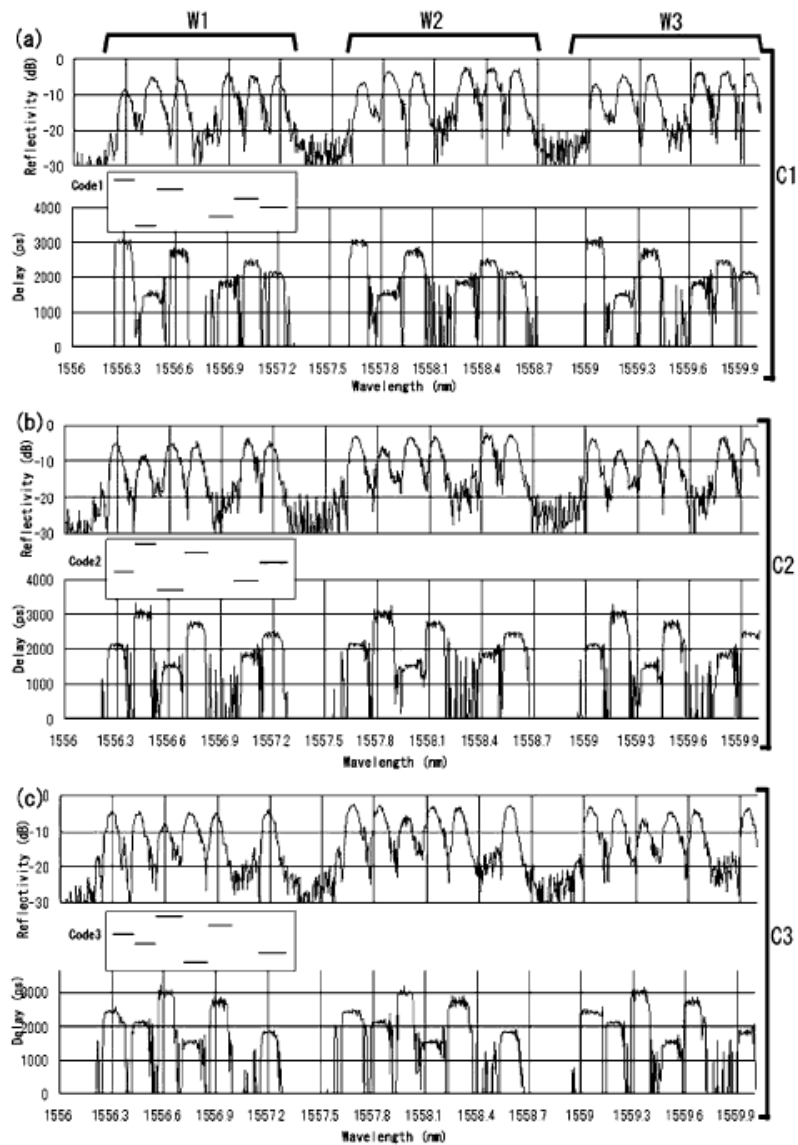 W1 W2 W3
(a)
0
-10
-20
-30
Reflectivity (dB)
C1
Code1
4000
3000
2000
1000
0
Delay (ps)
1556 1556.3 1556.6 1556.9 1557.2 1557.5 1557.8 1558.1 1558.4 1558.7 1559 1559.3 1559.6 1559.9
Wavelength (nm)
(b)
0
-10
-20
-30
Reflectivity (dB)
C2
Code2
4000
3000
2000
1000
0
Delay (ps)
1556 1556.3 1556.6 1556.9 1557.2 1557.5 1557.8 1558.1 1558.4 1558.7 1559 1559.3 1559.6 1559.9
Wavelength (nm)
(c)
0
-10
-20
-30
Reflectivity (dB)
C3
Code3
3000
2000
1000
0
Delay (ps)
1556 1556.3 1556.6 1556.9 1557.2 1557.5 1557.8 1558.1 1558.4 1558.7 1559 1559.3 1559.6 1559.9
Wavelength (nm)